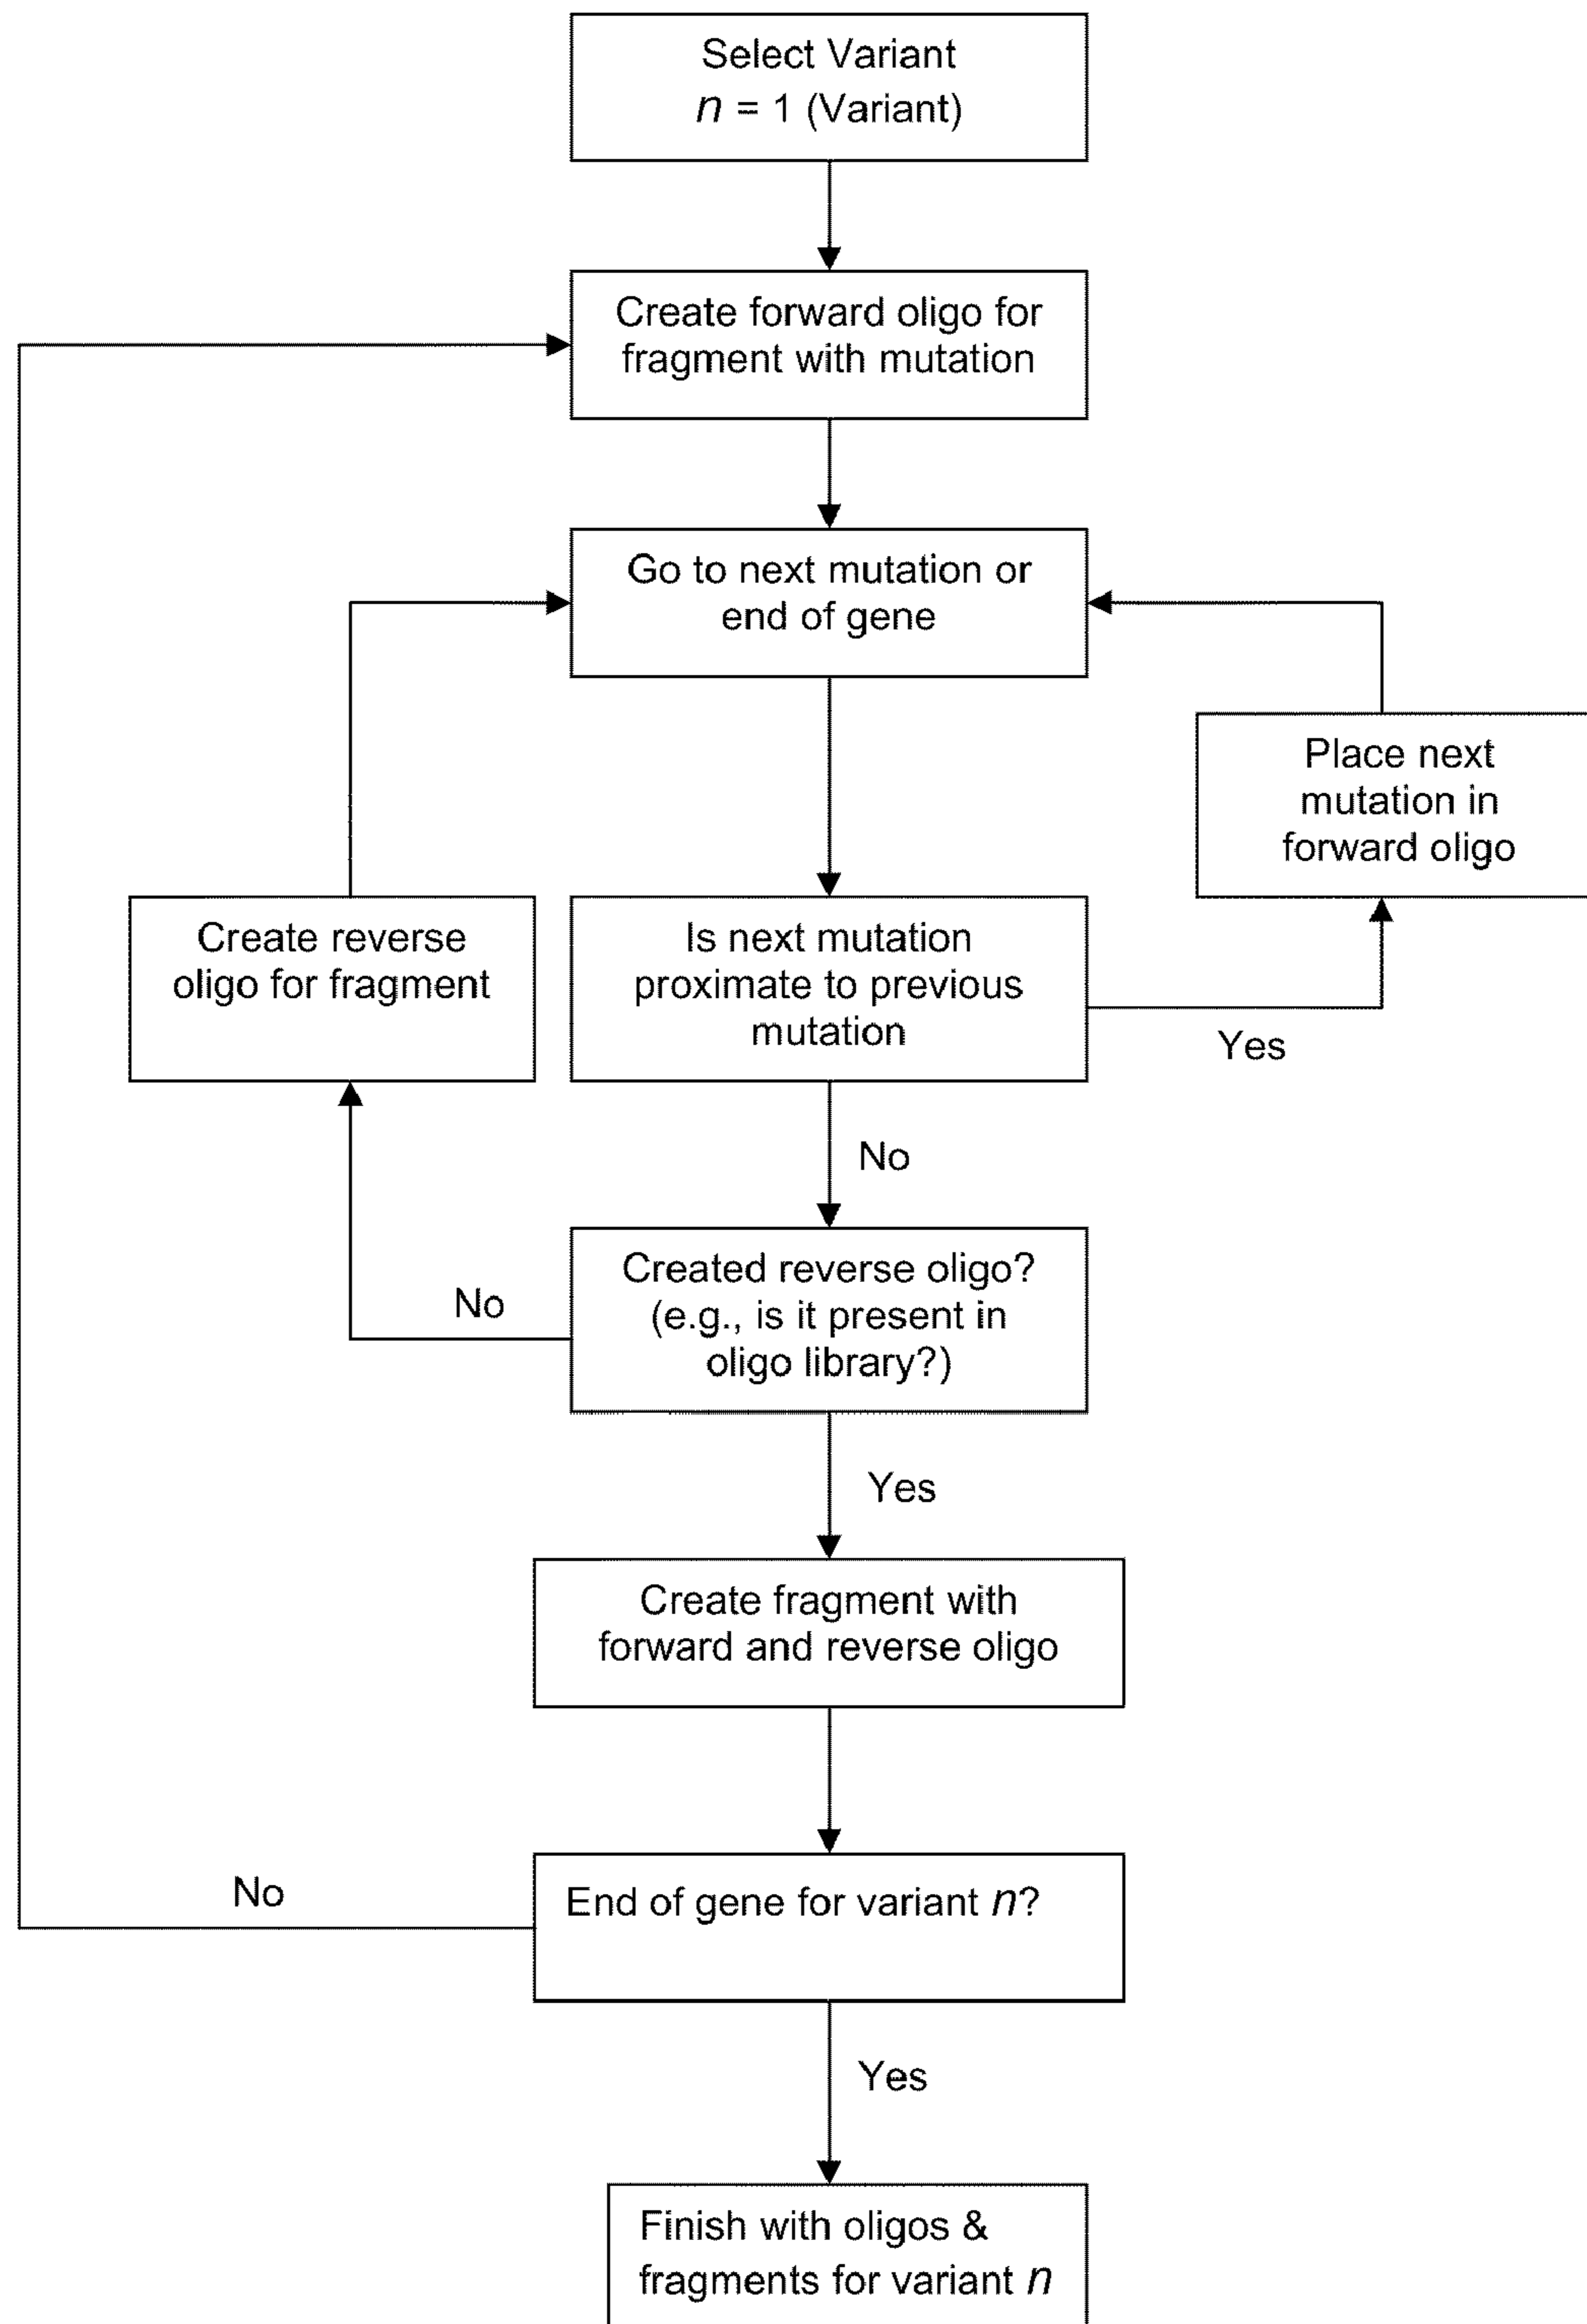 Select Variant
n = 1 (Variant)
Create forward oligo for
fragment with mutation
Go to next mutation or
end of gene
Place next
mutation in
forward oligo
Create reverse
oligo for fragment
Is next mutation
proximate to previous
mutation
Yes
No
Created reverse oligo?
(e.g., is it present in
oligo library?)
No
Yes
Create fragment with
forward and reverse oligo
End of gene for variant n?
No
Yes
Finish with oligos &
fragments for variant n